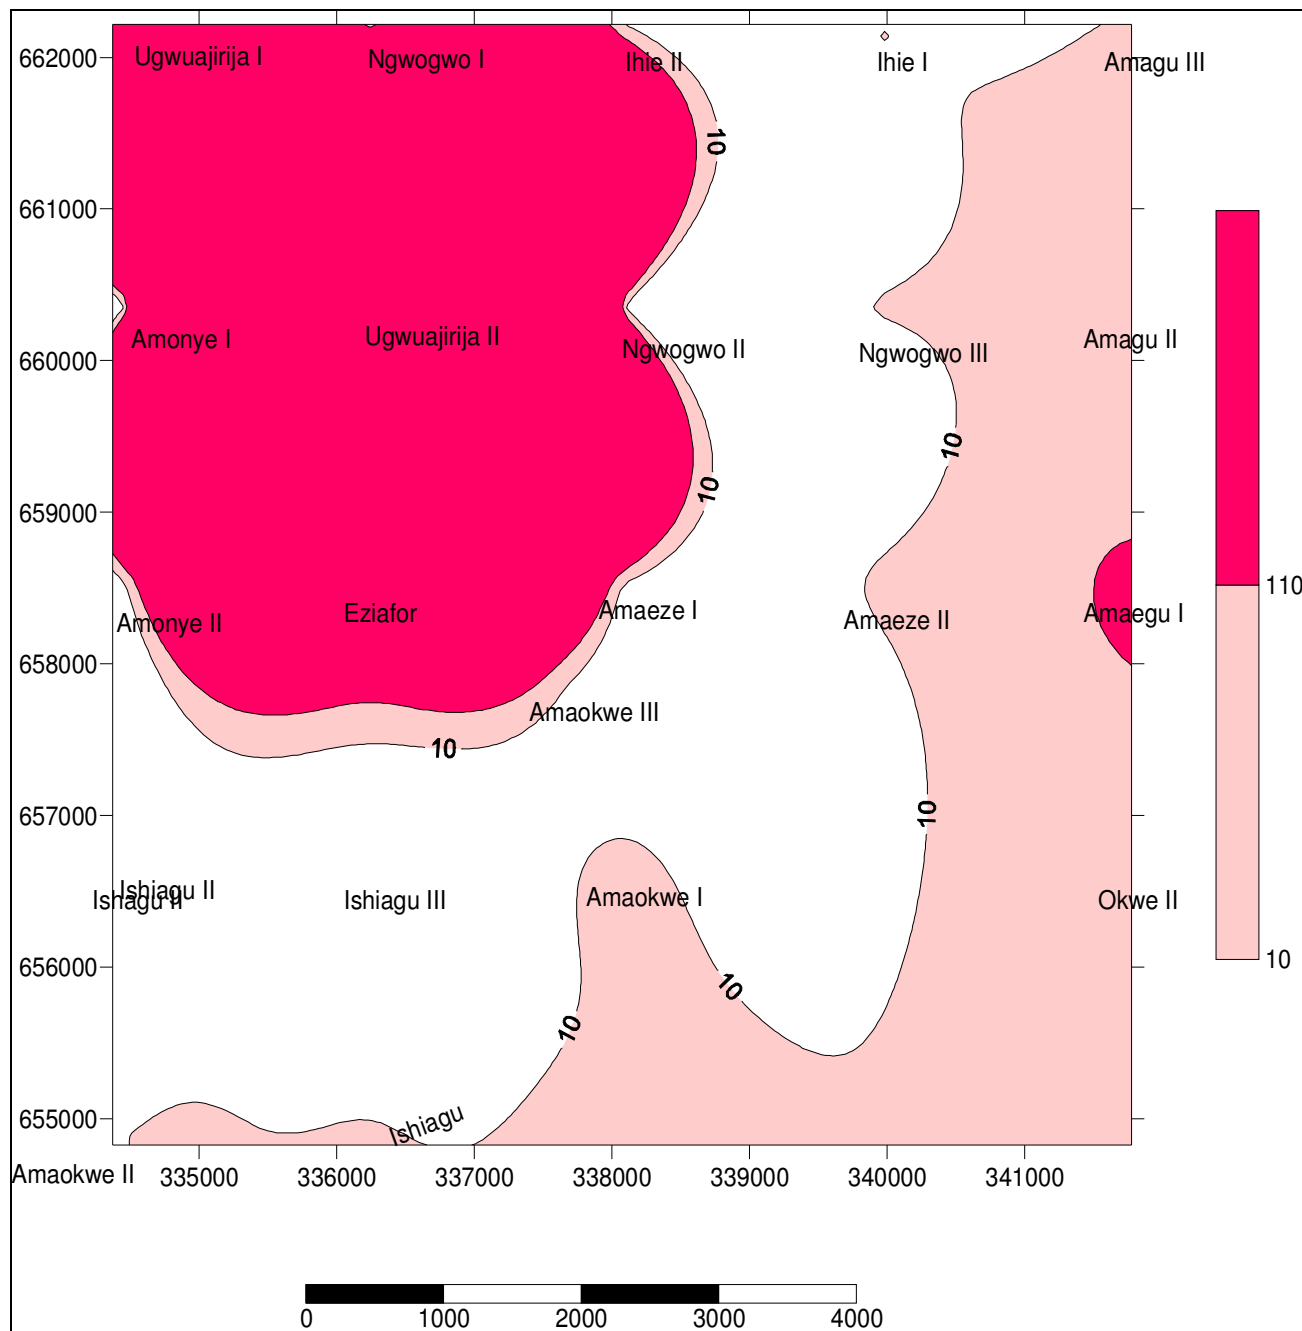 662000
Ugwuajirija I
Ngwogwo I
Ihie II
Ihie I
Amagu III
10
661000
Amonye I
Ugwuajirija II
Ngwogwo II
Ngwogwo III
Amagu II
660000
10
10
659000
110
Amonye II
Eziafor
Amaeze I
Amaeze II
Amaegu I
658000
Amaokwe III
10
657000
10
Ishiagu II
Ishagu II
Ishiagu III
Amaokwe I
Okwe II
10
656000
10
10
655000
Ishiagu
Amaokwe II
335000
336000
337000
338000
339000
340000
341000
0
1000
2000
3000
4000